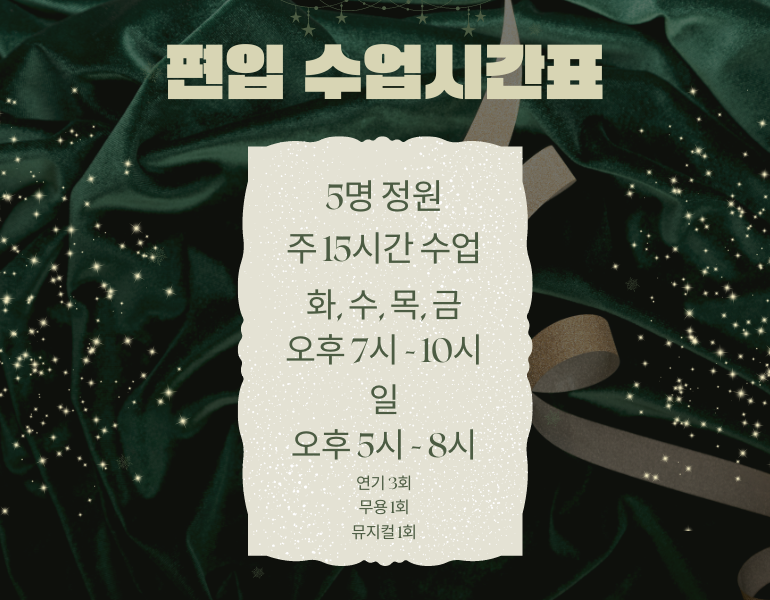 편입 수업시간표
5명 정원
주 15시간 수업
화, 수, 목, 금
오후 7시 - 10시
일
오후 5시 - 8시
연기 3회
무용 1회
뮤지컬 1회